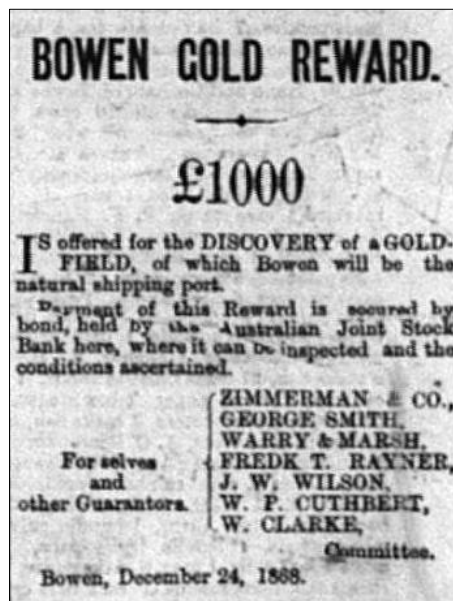 BOWEN GOLD REWARD.
£1000
IS offered for the DISCOVERY of a GOLD-
FIELD, of which Bowen will be the
natural shipping port.
Payment of this Reward is secured by
bond, held by the Australian Joint Stock
Bank here, where it can be inspected and the
conditions ascertained.
ZIMMERMAN & CO.,
GEORGE SMITH,
WARRY & MARSH,
For selves FREDK T. RAYNER,
and J. W. WILSON,
other Guarantors. W. P. CUTHBERT,
W. CLARKE,
Committee.
Bowen, December 24, 1868.